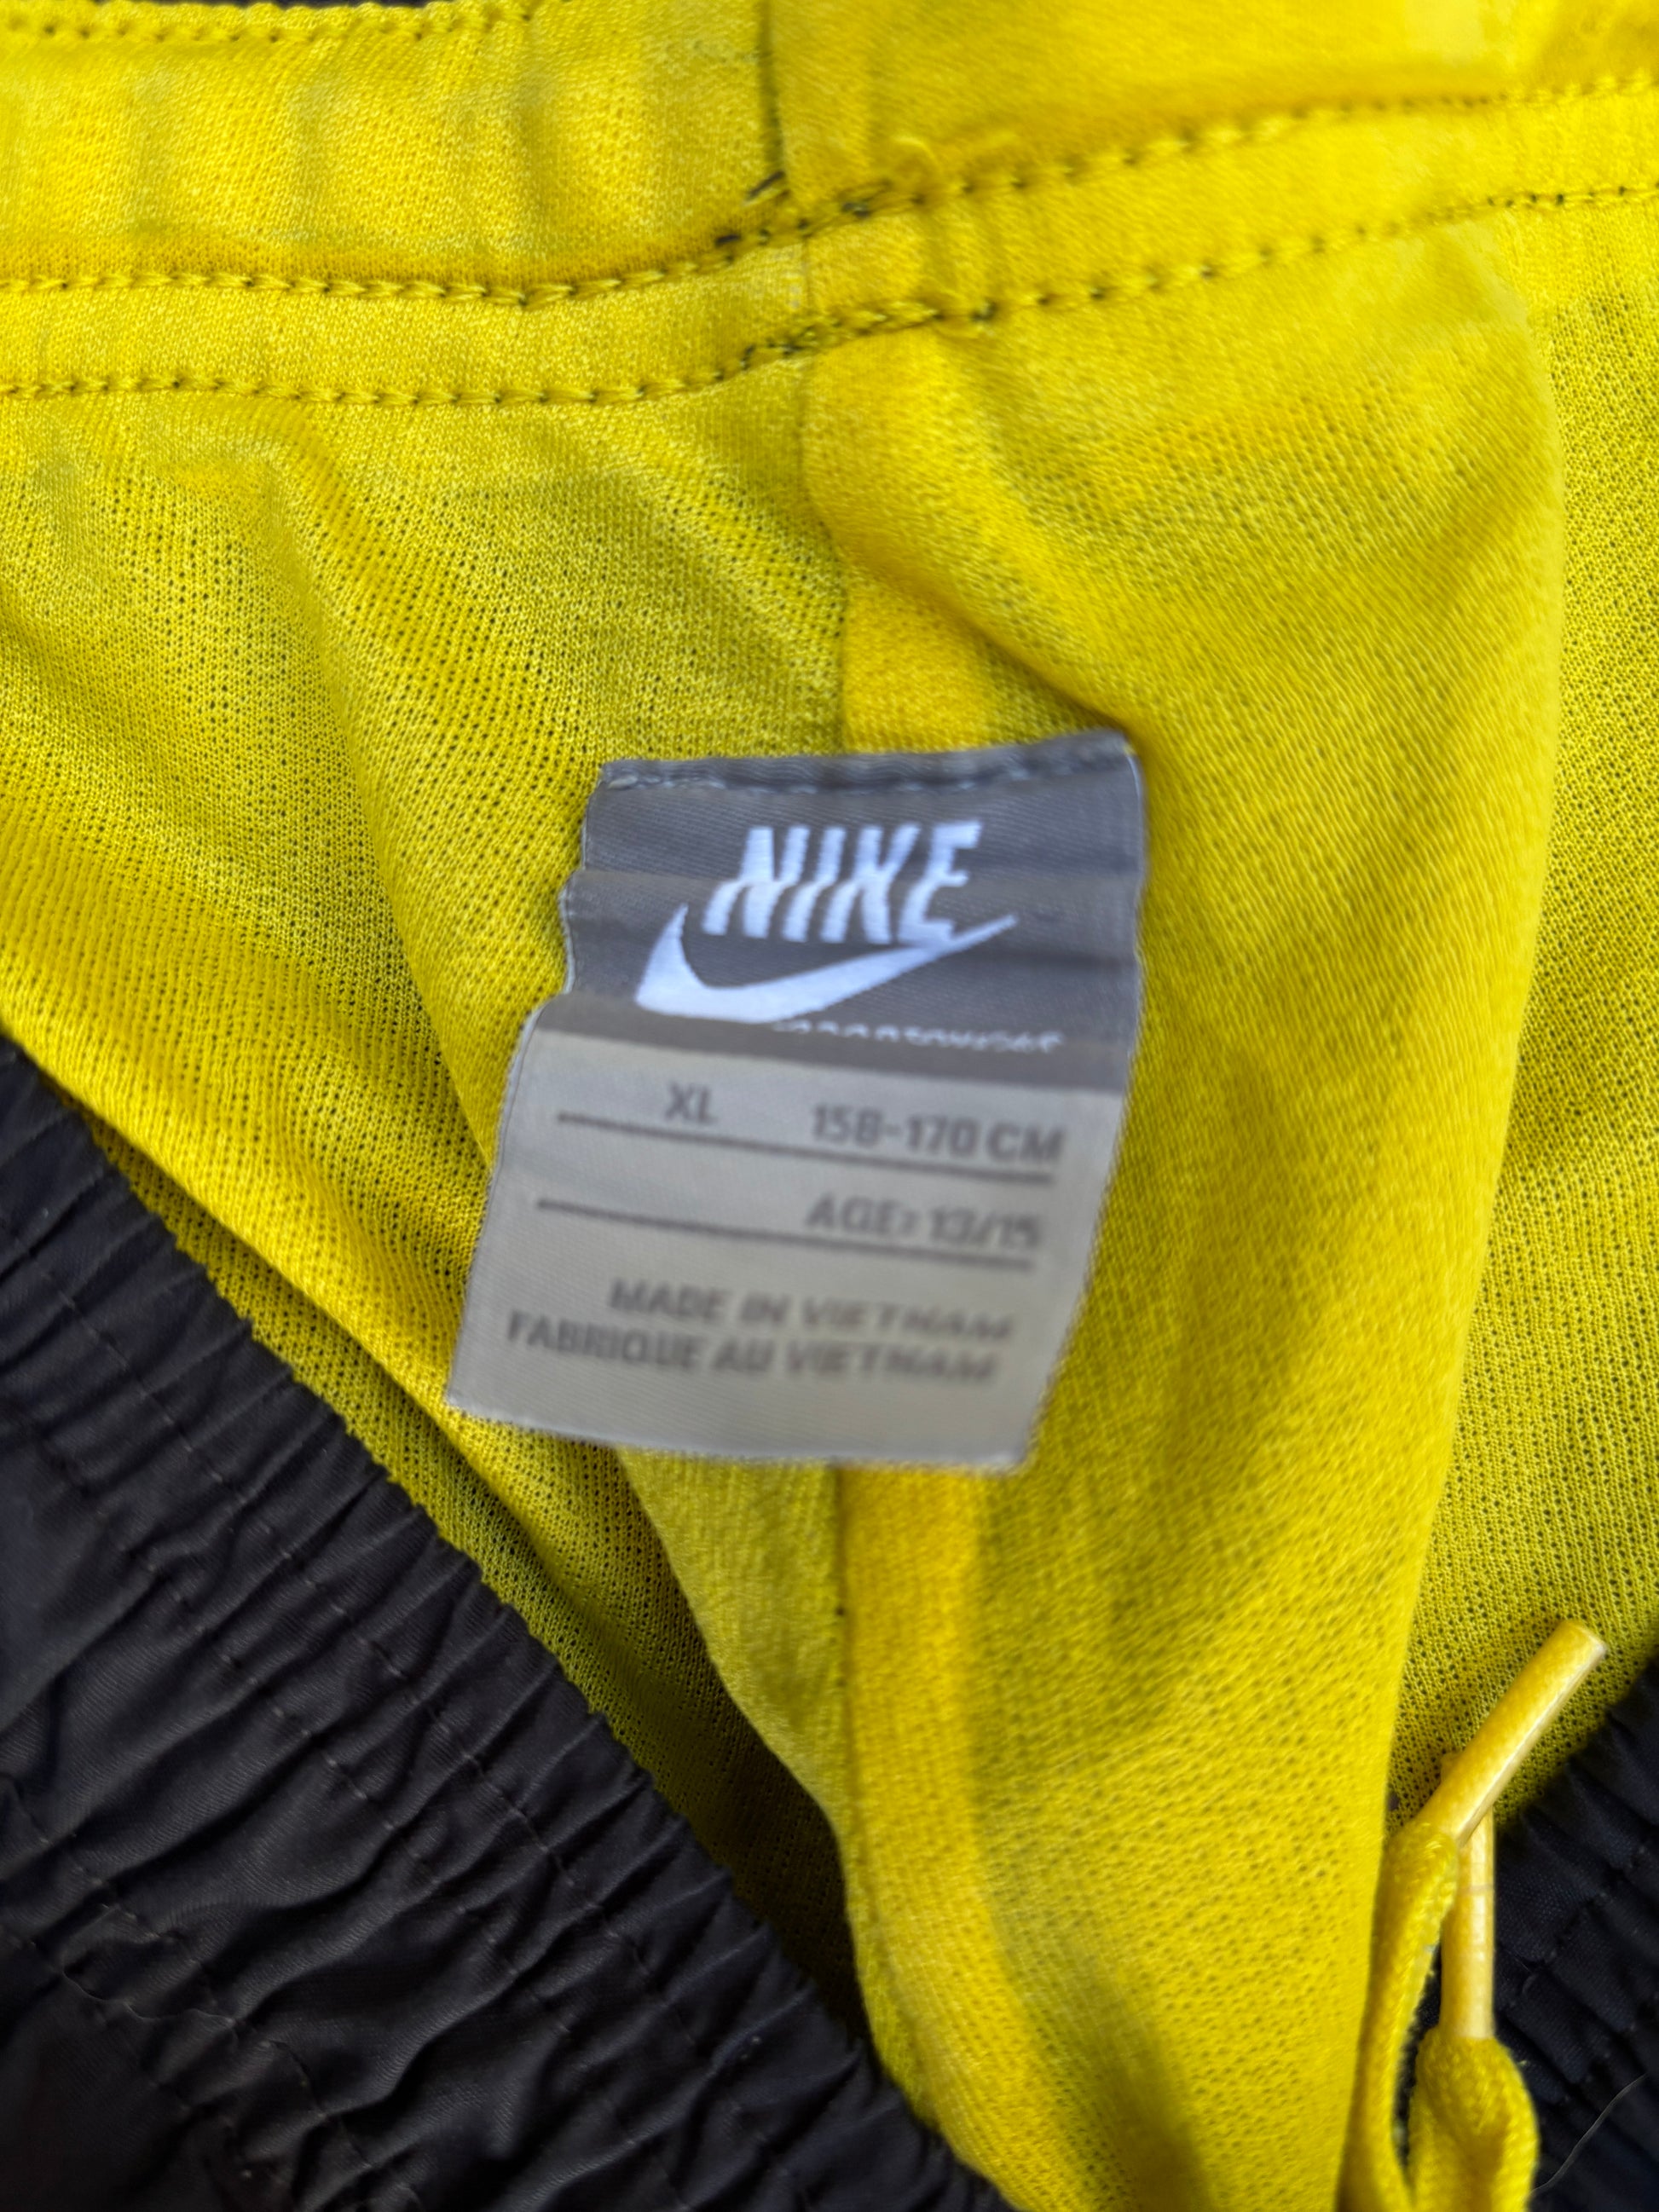 NIKE
XL 158-170 CM
AGE: 13/15
MADE IN VIETNAM
FABRIQUE AU VIETNAM